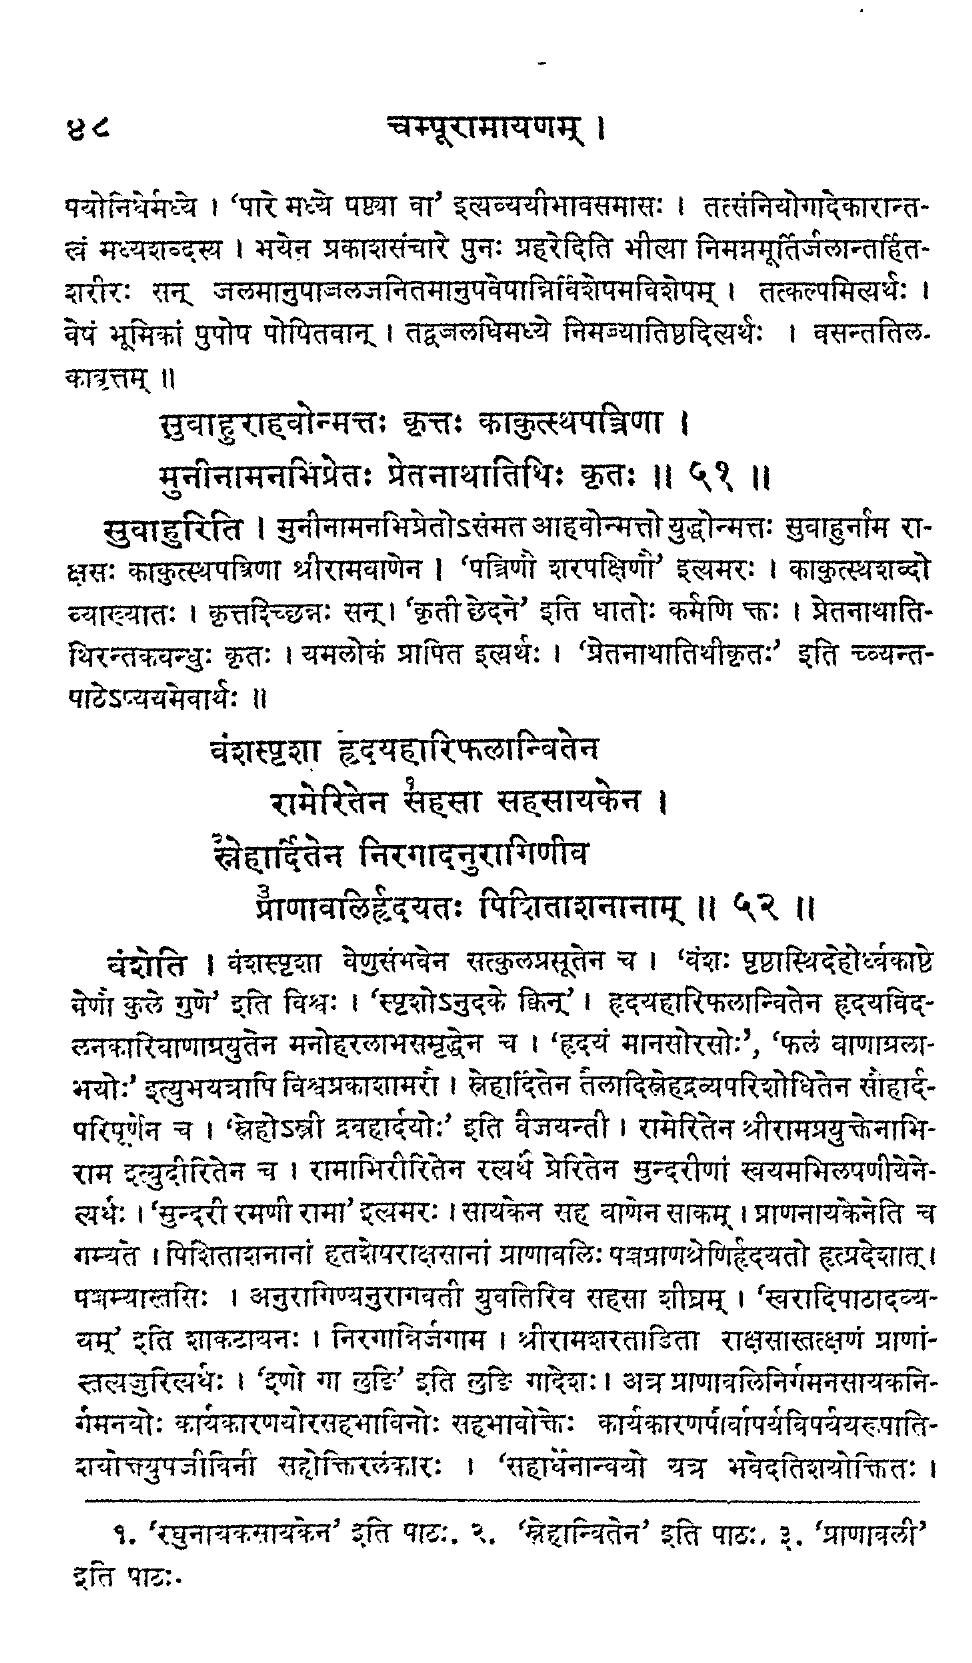 ४८ चम्पूरामायणम् ।
पयोनिधेर्मध्ये । ‘पारे मध्ये षष्ठ्या वा’ इत्यव्ययीभावसमासः । तत्संनियोगादेकारान्त-
त्वं मध्यशब्दस्य । भयेन प्रकाशसंचारे पुनः प्रहरेदिति भीत्या निमग्नमूर्तिर्जलान्तर्हित-
शरीरः सन् जलमानुषाज्जलजनितमानुषवेषान्निर्विशेषमविशेषम् । तत्कल्पमित्यर्थः ।
वेषं भूमिकां पुपोष पोषितवान् । तद्वज्जलधिमध्ये निमज्ज्यातिष्ठदित्यर्थः । वसन्ततिल-
कावृत्तम् ॥
सुबाहुराहवोन्मत्तः कृत्तः काकुत्स्थपत्रिणा ।
मुनीनामनभिप्रेतः प्रेतनाथातिथिः कृतः ॥ ५१ ॥
सुबाहुरिति । मुनीनामनभिप्रेतोऽसंमत आहवोन्मत्तो युद्धोन्मत्तः सुबाहुर्नाम रा-
क्षसः काकुत्स्थपत्रिणा श्रीरामबाणेन । ‘पत्रिणौ शरपक्षिणौ’ इत्यमरः । काकुत्स्थशब्दो
व्याख्यातः । कृत्तश्छिन्नः सन् । ‘कृती छेदने’ इति धातोः कर्मणि क्तः । प्रेतनाथाति-
थिरन्तकबन्धुः कृतः । यमलोकं प्रापित इत्यर्थः । ‘प्रेतनाथातिथीकृतः’ इति च्व्यन्त-
पाठेऽप्ययमेवार्थः ॥
वंशस्पृशा हृदयहारिफलान्वितेन
रामेरितेन १सहसा सहसायकेन ।
२स्नेहार्दितेन निरगादनुरागिणीव
३प्राणावलिर्हृदयतः पिशिताशनानाम् ॥ ५२ ॥
वंशेति । वंशस्पृशा वेणुसंभवेन सत्कुलप्रसूतेन च । ‘वंशः पृष्ठास्थिदेहोर्ध्वकाष्ठे
वेणौ कुले गुणे’ इति विश्वः । ‘स्पृशोऽनुदके क्विन्’ । हृदयहारिफलान्वितेन हृदयविद-
लनकारिबाणाग्रयुतेन मनोहरलाभसमृद्धेन च । ‘हृदयं मानसोरसोः’, ‘फलं बाणाग्रला-
भयोः’ इत्युभयत्रापि विश्वप्रकाशामरौ । स्नेहार्दितेन तैलादिस्नेहद्रव्यपरिशोधितेन सौहार्द-
परिपूर्णेन च । ‘स्नेहोऽस्त्री द्रवहार्दयोः’ इति वैजयन्ती । रामेरितेन श्रीरामप्रयुक्तेनाभि-
राम इत्युदीरितेन च । रामाभिरीरितेन रत्यर्थं प्रेरितेन सुन्दरीणां स्वयमभिलषणीयेने-
त्यर्थः । ‘सुन्दरी रमणी रामा’ इत्यमरः । सायकेन सह बाणेन साकम् । प्राणनायकेनेति च
गम्यते । पिशिताशनानां हतशेषराक्षसानां प्राणावलिः पञ्चप्राणश्रेणिर्हृदयतो हृत्प्रदेशात् ।
पञ्चम्यास्तसिः । अनुरागिण्यनुरागवती युवतिरिव सहसा शीघ्रम् । ‘स्वरादिपाठादव्य-
यम्’ इति शाकटायनः । निरगान्निर्जगाम । श्रीरामशरताडिता राक्षसास्तत्क्षणं प्राणां-
स्तत्यजुरित्यर्थः । ‘इणो गा लुङि’ इति लुङि गादेशः । अत्र प्राणावलिनिर्गमनसायकनि-
र्गमनयोः कार्यकारणयोरसहभाविनोः सहभावोक्तेः कार्यकारणपौर्वापर्यविपर्ययरूपाति-
शयोक्त्युपजीविनी सहोक्तिरलंकारः । ‘सहार्थेनान्वयो यत्र भवेदतिशयोक्तितः ।
१. ‘रघुनायकसायकेन’ इति पाठः. २. ‘स्नेहान्वितेन’ इति पाठः. ३. ‘प्राणावली’
इति पाठः.